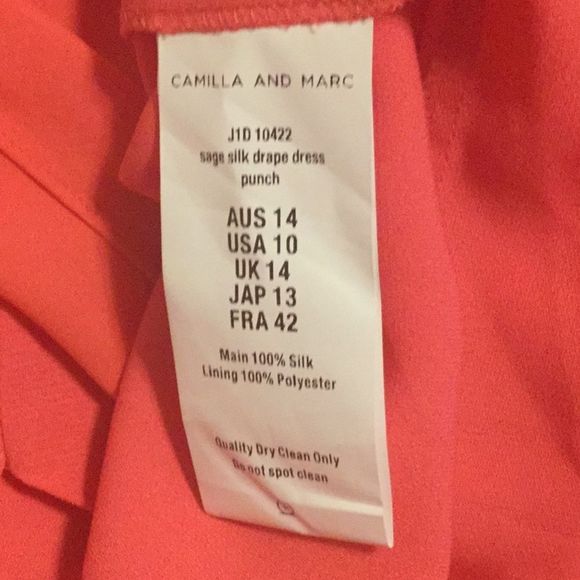 CAMILLA AND MARC
J1D 10422
sage silk drape dress
punch
AUS 14
USA 10
UK 14
JAP 13
FRA 42
Main 100% Silk
Lining 100% Polyester
Quality Dry Clean Only
Do not spot clean